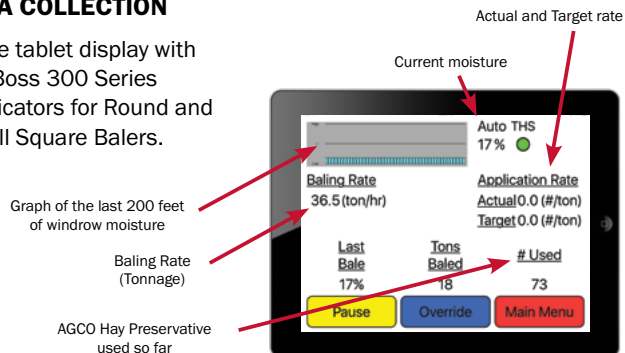 A COLLECTION
e tablet display with
Boss 300 Series
icators for Round and
ll Square Balers.
Actual and Target rate
Current moisture
Graph of the last 200 feet
of windrow moisture
Baling Rate
(Tonnage)
AGCO Hay Preservative
used so far
Auto THS
17%
Baling Rate
36.5 (ton/hr)
Application Rate
Actual 0.0 (#/ton)
Target 0.0 (#/ton)
Last
Bale
17%
Tons
Baled
18
# Used
73
Pause
Override
Main Menu